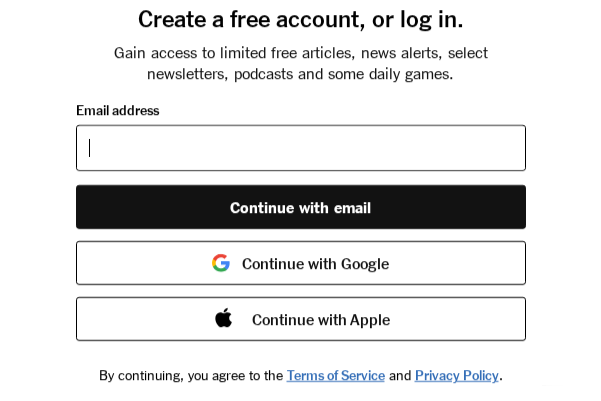 Create a free account, or log in.
Gain access to limited free articles, news alerts, select
newsletters, podcasts and some daily games.
Email address
Continue with email
Continue with Google
Continue with Apple
By continuing, you agree to the Terms of Service and Privacy Policy.